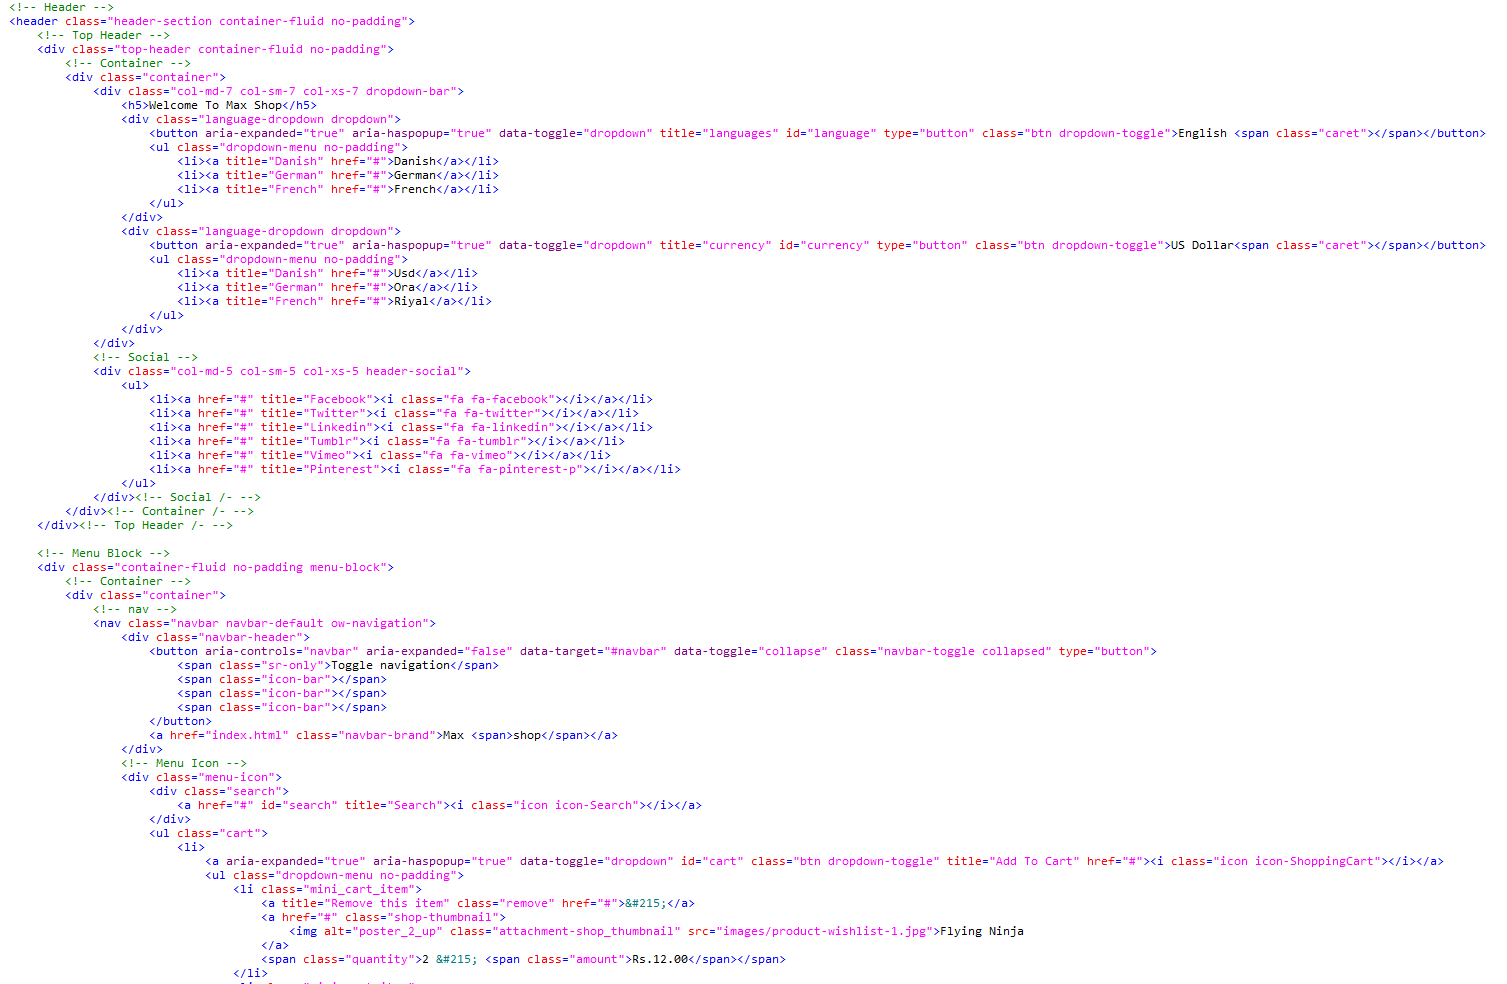 <!-- Header -->
<header class="header-section container-fluid no-padding">
    <!-- Top Header -->
    <div class="top-header container-fluid no-padding">
        <!-- Container -->
        <div class="container">
            <div class="col-md-7 col-sm-7 col-xs-7 dropdown-bar">
                <h5>Welcome To Max Shop</h5>
                <div class="language-dropdown dropdown">
                    <button aria-expanded="true" aria-haspopup="true" data-toggle="dropdown" title="languages" id="language" type="button" class="btn dropdown-toggle">English <span class="caret"></span></button>
                    <ul class="dropdown-menu no-padding">
                        <li><a title="Danish" href="#">Danish</a></li>
                        <li><a title="German" href="#">German</a></li>
                        <li><a title="French" href="#">French</a></li>
                    </ul>
                </div>
                <div class="language-dropdown dropdown">
                    <button aria-expanded="true" aria-haspopup="true" data-toggle="dropdown" title="currency" id="currency" type="button" class="btn dropdown-toggle">US Dollar<span class="caret"></span></button>
                    <ul class="dropdown-menu no-padding">
                        <li><a title="Danish" href="#">Usd</a></li>
                        <li><a title="German" href="#">Ora</a></li>
                        <li><a title="French" href="#">Riyal</a></li>
                    </ul>
                </div>
            </div>
            <!-- Social -->
            <div class="col-md-5 col-sm-5 col-xs-5 header-social">
                <ul>
                    <li><a href="#" title="Facebook"><i class="fa fa-facebook"></i></a></li>
                    <li><a href="#" title="Twitter"><i class="fa fa-twitter"></i></a></li>
                    <li><a href="#" title="Linkedin"><i class="fa fa-linkedin"></i></a></li>
                    <li><a href="#" title="Tumblr"><i class="fa fa-tumblr"></i></a></li>
                    <li><a href="#" title="Vimeo"><i class="fa fa-vimeo"></i></a></li>
                    <li><a href="#" title="Pinterest"><i class="fa fa-pinterest-p"></i></a></li>
                </ul>
            </div><!-- Social /- -->
        </div><!-- Container /- -->
    </div><!-- Top Header /- -->

    <!-- Menu Block -->
    <div class="container-fluid no-padding menu-block">
        <!-- Container -->
        <div class="container">
            <!-- nav -->
            <nav class="navbar navbar-default ow-navigation">
                <div class="navbar-header">
                    <button aria-controls="navbar" aria-expanded="false" data-target="#navbar" data-toggle="collapse" class="navbar-toggle collapsed" type="button">
                        <span class="sr-only">Toggle navigation</span>
                        <span class="icon-bar"></span>
                        <span class="icon-bar"></span>
                        <span class="icon-bar"></span>
                    </button>
                    <a href="index.html" class="navbar-brand">Max <span>shop</span></a>
                </div>
                <!-- Menu Icon -->
                <div class="menu-icon">
                    <div class="search">
                        <a href="#" id="search" title="Search"><i class="icon icon-Search"></i></a>
                    </div>
                    <ul class="cart">
                        <li>
                            <a aria-expanded="true" aria-haspopup="true" data-toggle="dropdown" id="cart" class="btn dropdown-toggle" title="Add To Cart" href="#"><i class="icon icon-ShoppingCart"></i></a>
                            <ul class="dropdown-menu no-padding">
                                <li class="mini_cart_item">
                                    <a title="Remove this item" class="remove" href="#">&#215;</a>
                                    <a href="#" class="shop-thumbnail">
                                        <img alt="poster_2_up" class="attachment-shop_thumbnail" src="images/product-wishlist-1.jpg">Flying Ninja
                                    </a>
                                    <span class="quantity">2 &#215; <span class="amount">Rs.12.00</span></span>
                                </li>